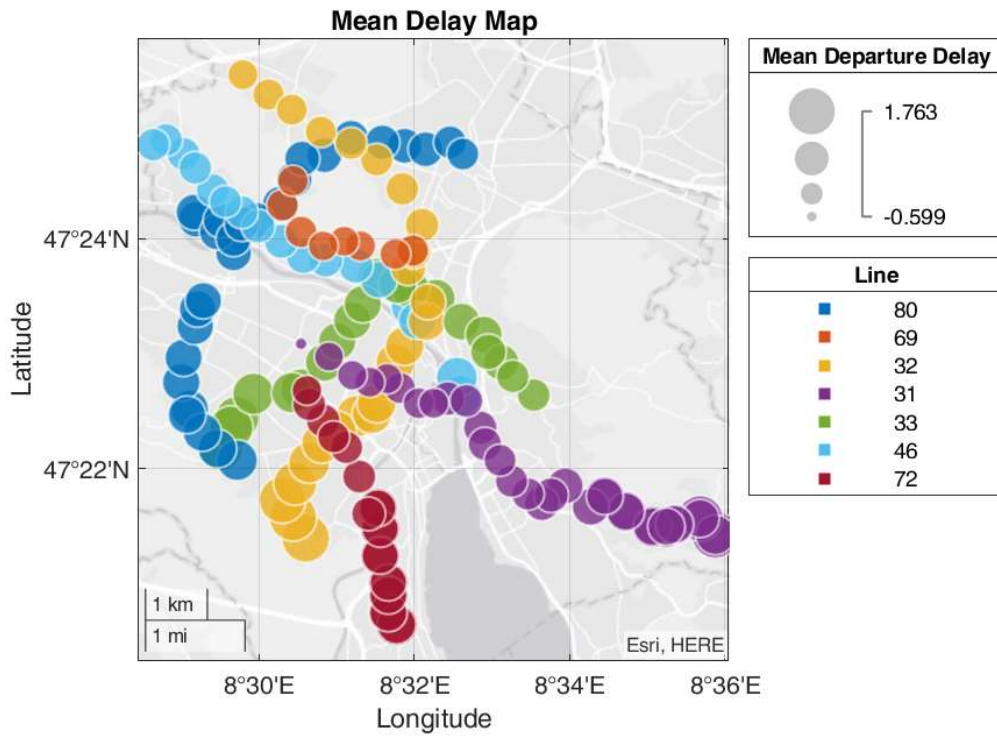 Mean Delay Map
47°24'N
47°22'N
Latitude
1 km
1 mi
Esri, HERE
8°30'E
8°32'E
8°34'E
8°36'E
Longitude
Mean Departure Delay
1.763
-0.599
Line
80
69
32
31
33
46
72